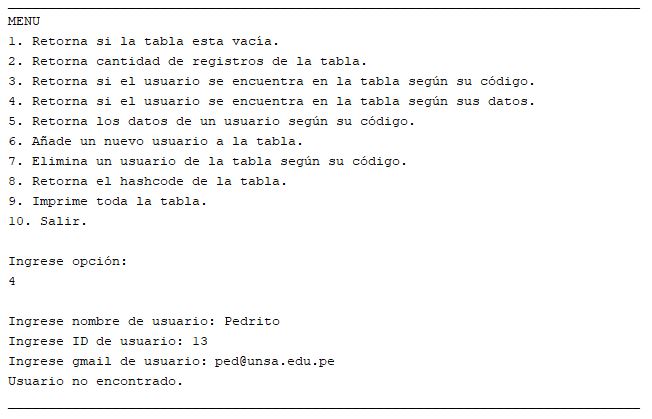 MENU
1. Retorna si la tabla esta vacía.
2. Retorna cantidad de registros de la tabla.
3. Retorna si el usuario se encuentra en la tabla según su código.
4. Retorna si el usuario se encuentra en la tabla según sus datos.
5. Retorna los datos de un usuario según su código.
6. Añade un nuevo usuario a la tabla.
7. Elimina un usuario de la tabla según su código.
8. Retorna el hashcode de la tabla.
9. Imprime toda la tabla.
10. Salir.
Ingrese opción:
4
Ingrese nombre de usuario: Pedrito
Ingrese ID de usuario: 13
Ingrese gmail de usuario: ped@unsa.edu.pe
Usuario no encontrado.